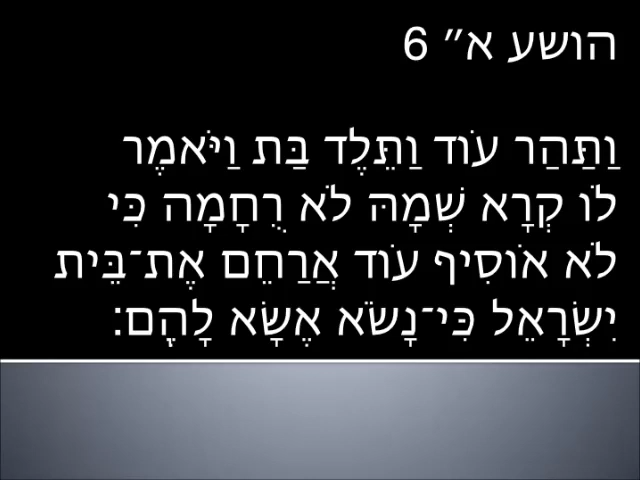 הושע א״ 6
וַתַּהַר עוֹד וַתֵּלֶד בַּת וַיֹּאמֶר
לוֹ קְרָא שְׁמָהּ לֹא רֻחָמָה כִּי
לֹא אוֹסִיף עוֹד אֲרַחֵם אֶת־בֵּית
יִשְׂרָאֵל כִּי־נָשֹׂא אֶשָּׂא לָהֶֽם׃